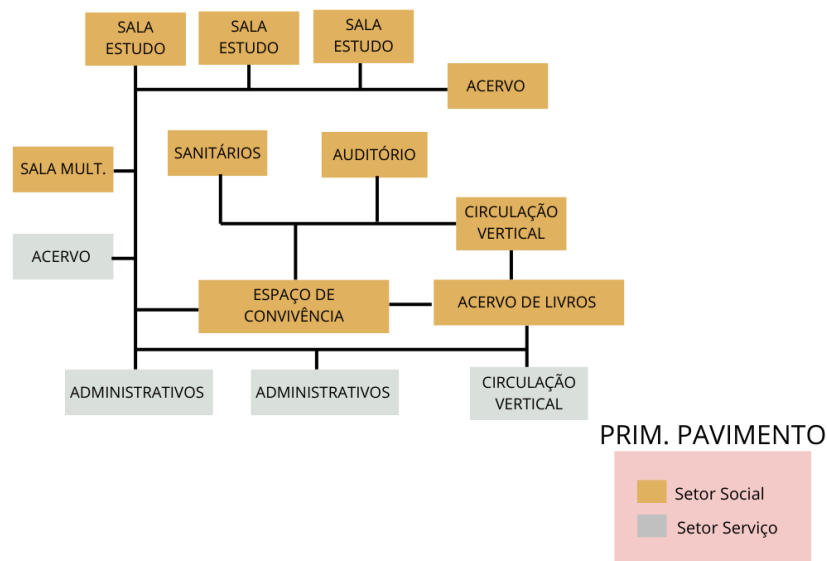 SALA
ESTUDO
SALA
ESTUDO
SALA
ESTUDO
ACERVO
SANITÁRIOS
AUDITÓRIO
SALA MULT.
CIRCULAÇÃO
VERTICAL
ACERVO
ESPAÇO DE
CONVIVÊNCIA
ACERVO DE LIVROS
ADMINISTRATIVOS
ADMINISTRATIVOS
CIRCULAÇÃO
VERTICAL
PRIM. PAVIMENTO
Setor Social
Setor Serviço